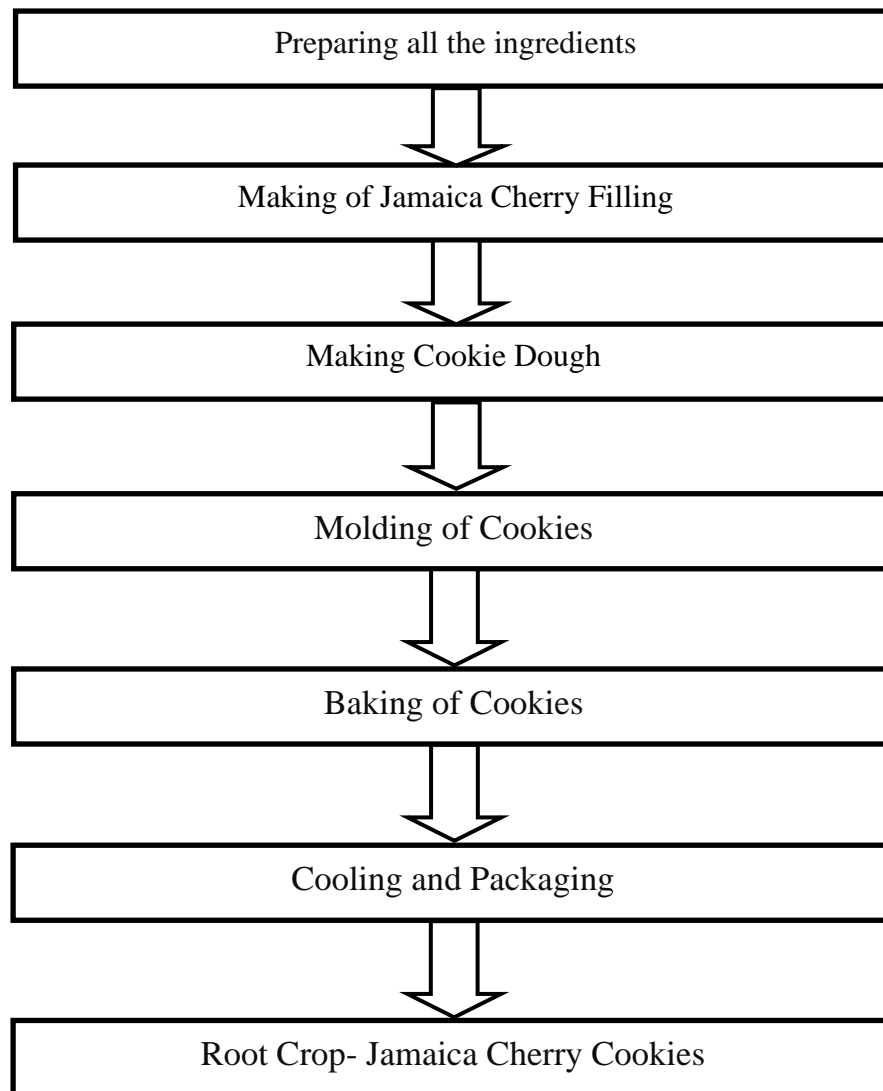 Preparing all the ingredients
Making of Jamaica Cherry Filling
Making Cookie Dough
Molding of Cookies
Baking of Cookies
Cooling and Packaging
Root Crop- Jamaica Cherry Cookies